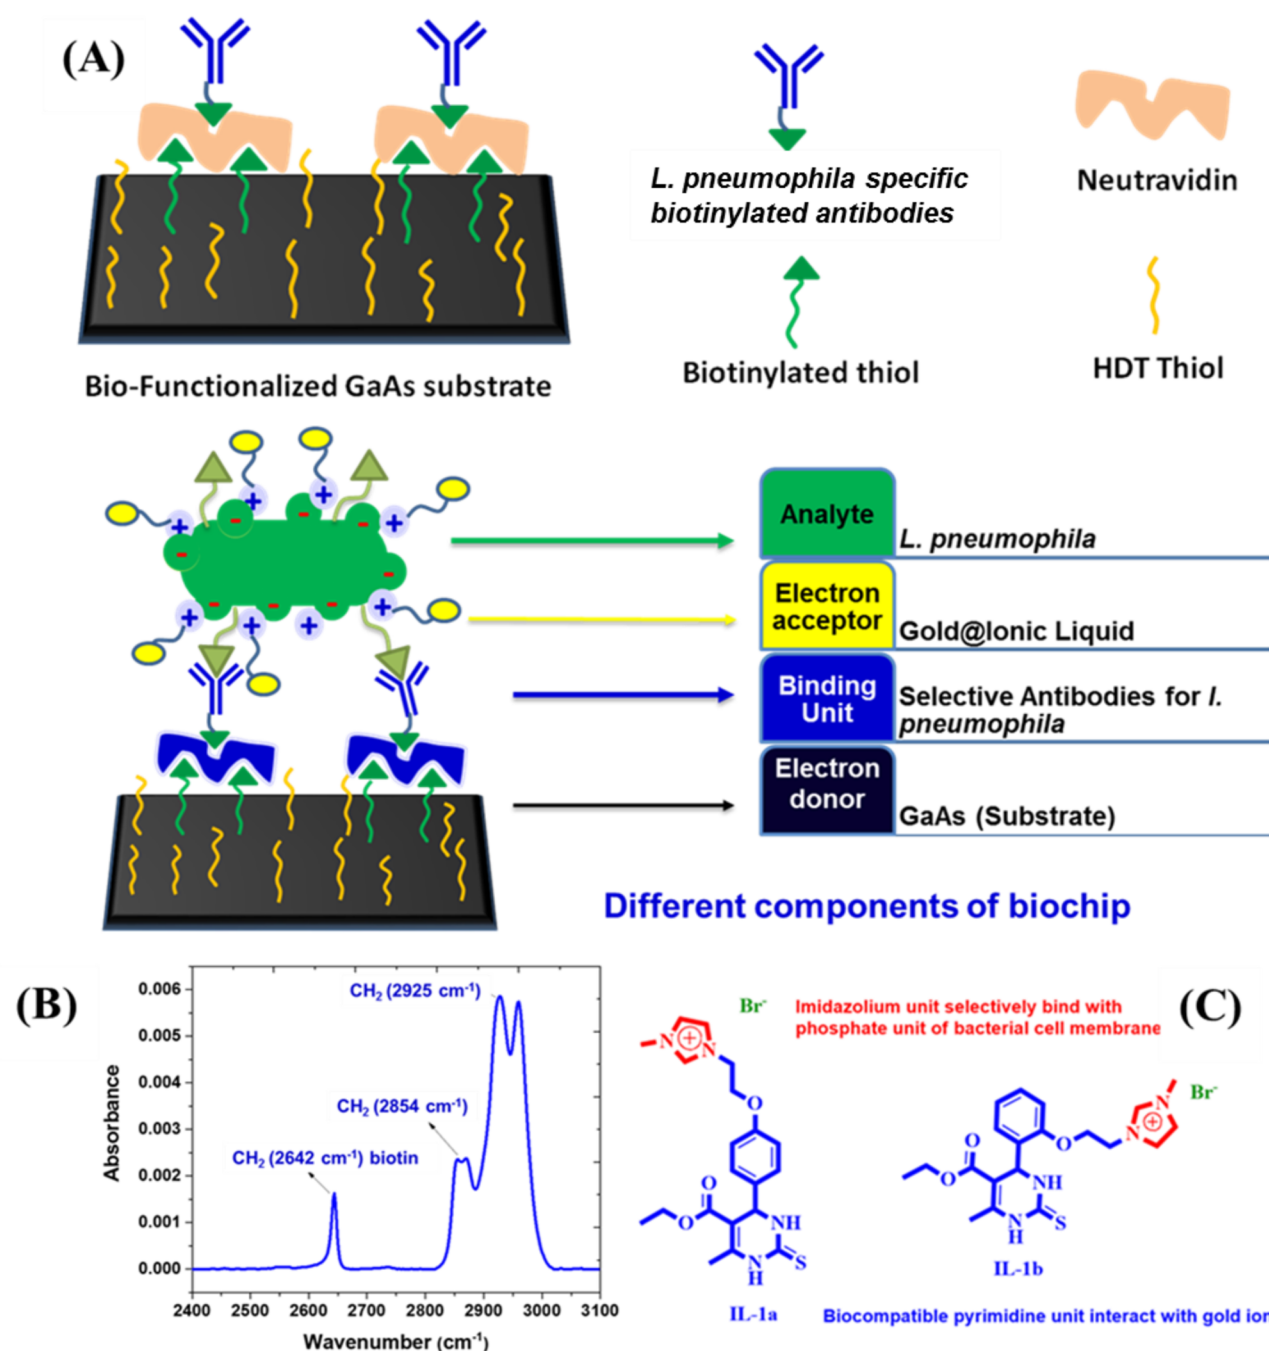 (A)
L. pneumophila specific
biotinylated antibodies
Neutravidin
Biotinylated thiol
HDT Thiol
Bio-Functionalized GaAs substrate
+ + + + + + + +
- - - - - - - -
Analyte
L. pneumophila
Electron
acceptor
Gold@Ionic Liquid
Binding
Unit
Selective Antibodies for l.
pneumophila
Electron
donor
GaAs (Substrate)
Different components of biochip
(B)
CH2 (2925 cm-1)
CH2 (2854 cm-1)
CH2 (2642 cm-1) biotin
Absorbance
0.006
0.005
0.004
0.003
0.002
0.001
0.000
2400 2500 2600 2700 2800 2900 3000 3100
Wavenumber (cm-1)
(C)
Br-
Imidazolium unit selectively bind with
phosphate unit of bacterial cell membrane
N + N
O
O
O
NH
N
H
S
IL-1a
Br-
N + N
O
O
O
NH
N
H
S
IL-1b
Biocompatible pyrimidine unit interact with gold ion